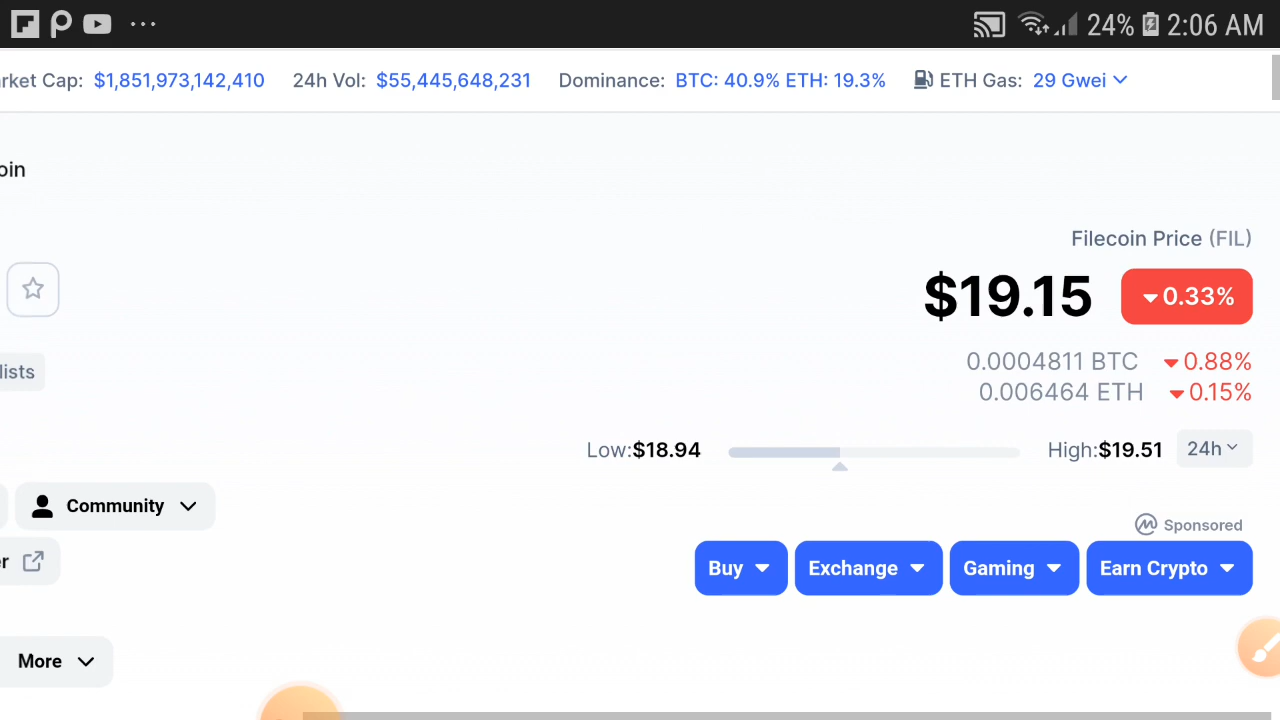 24% 2:06 AM
rket Cap: $1,851,973,142,410 24h Vol: $55,445,648,231 Dominance: BTC: 40.9% ETH: 19.3% ETH Gas: 29 Gwei
oin
Filecoin Price (FIL)
$19.15 0.33%
0.0004811 BTC 0.88%
lists
0.006464 ETH 0.15%
Low:$18.94 High:$19.51 24h
Community
Sponsored
r
Buy Exchange Gaming Earn Crypto
More